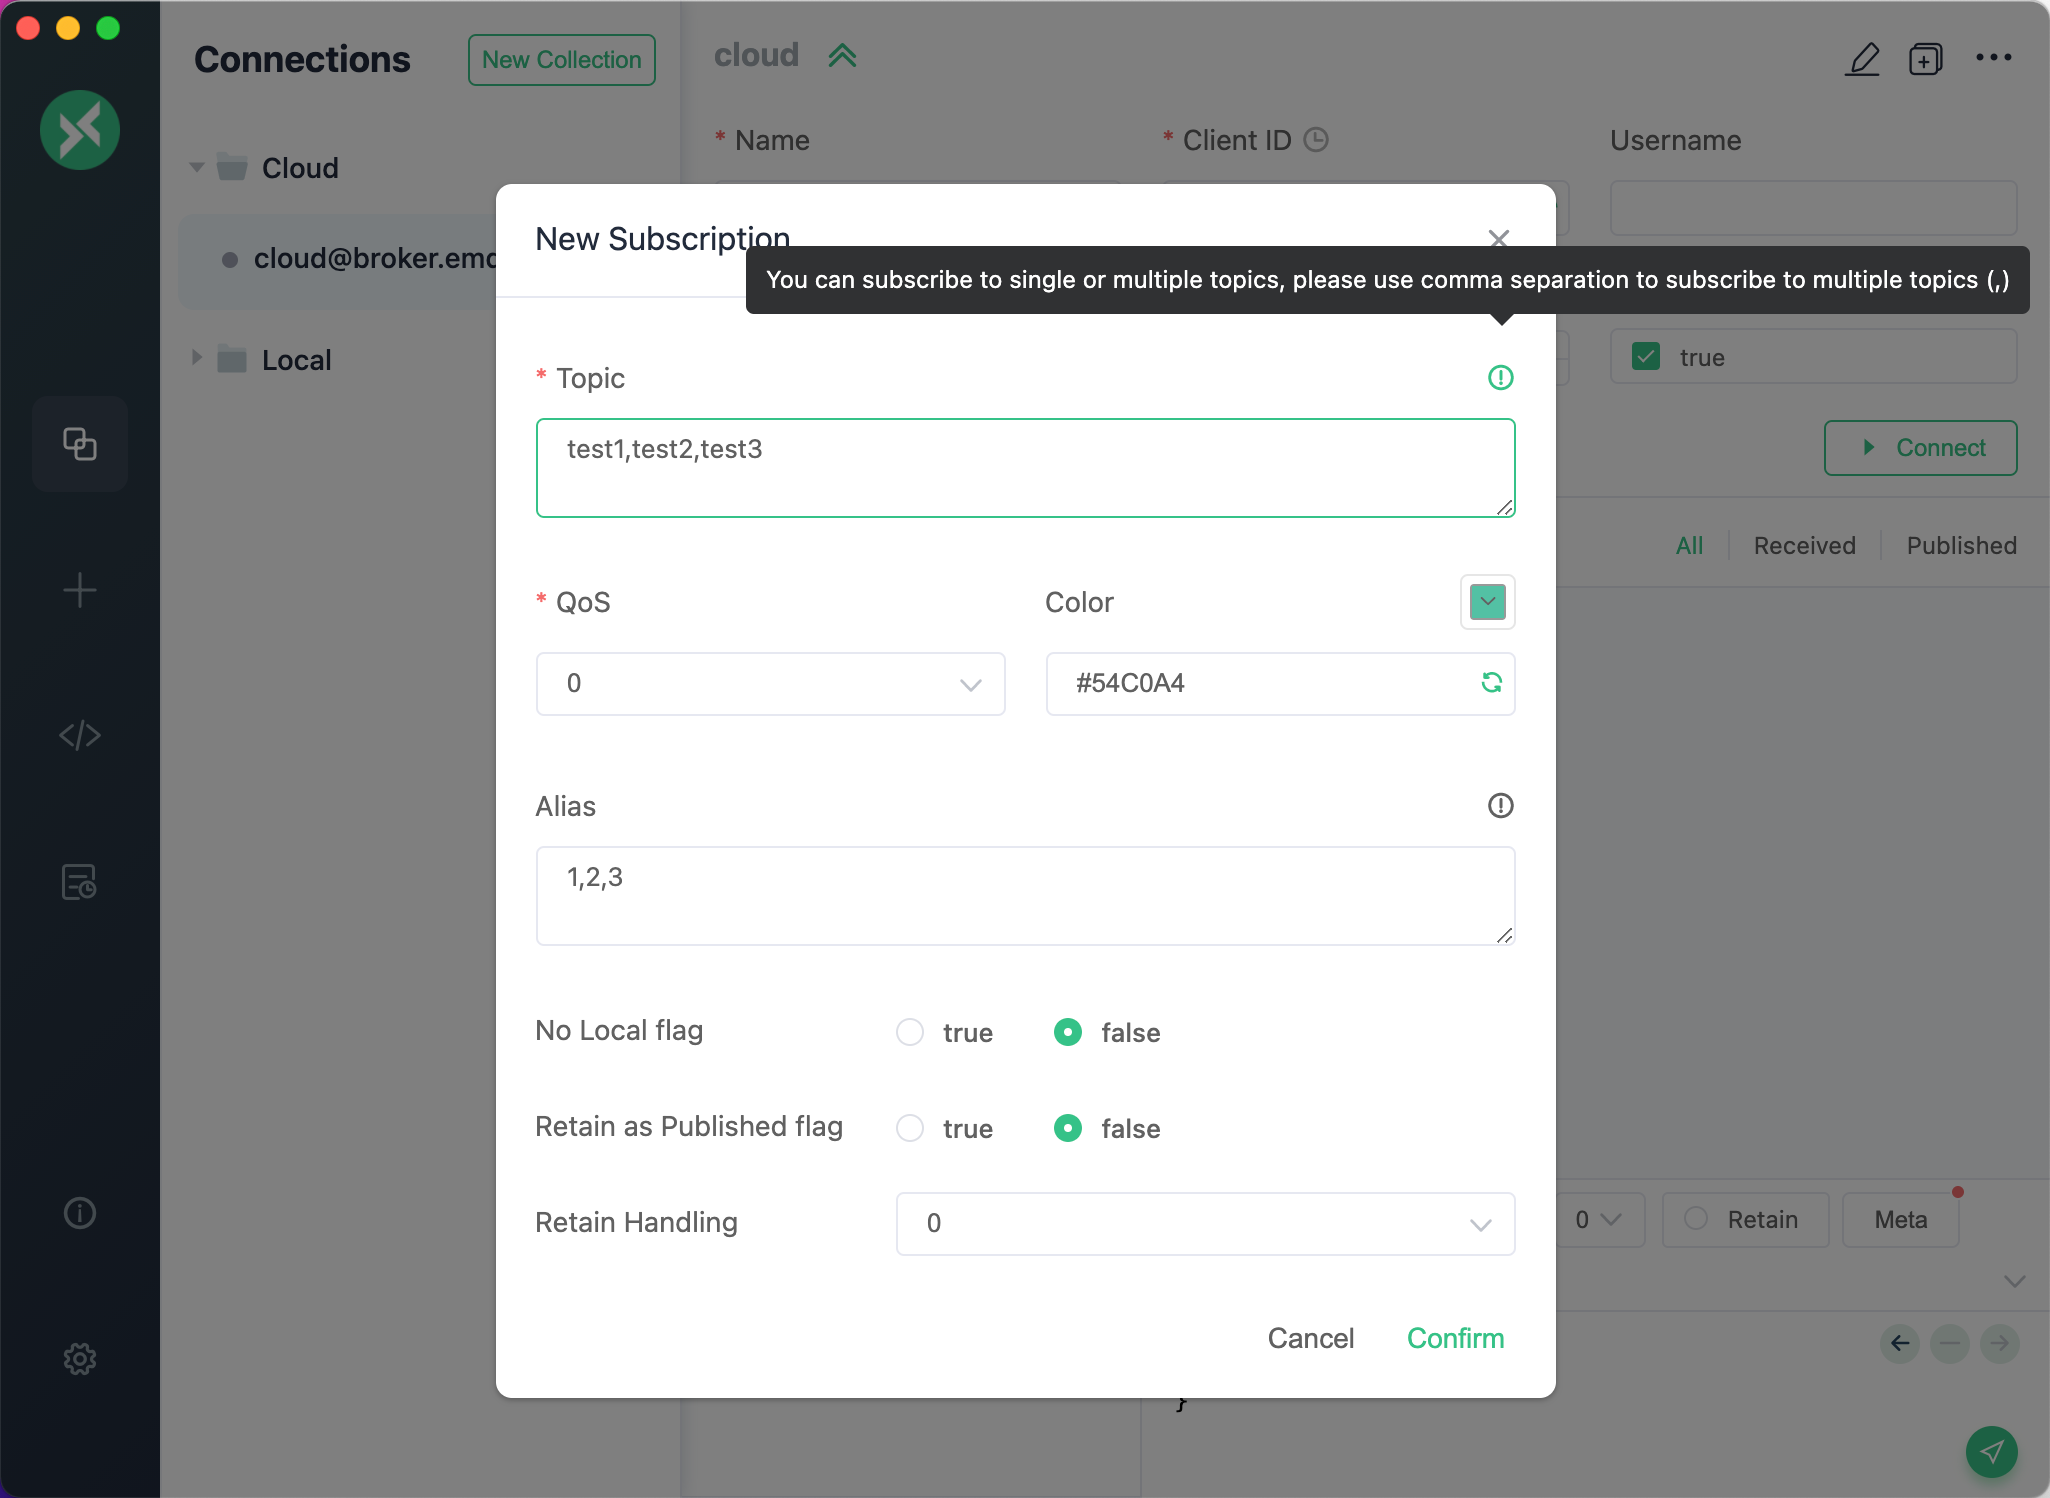 Connections
New Collection
cloud
* Name
* Client ID
Username
Cloud
cloud@broker.emq
Local
New Subscription
You can subscribe to single or multiple topics, please use comma separation to subscribe to multiple topics (,)
true
* Topic
test1,test2,test3
Connect
All
Received
Published
* QoS
Color
0
#54C0A4
Alias
1,2,3
No Local flag
true
false
Retain as Published flag
true
false
Retain Handling
0
0
Retain
Meta
Cancel
Confirm
}